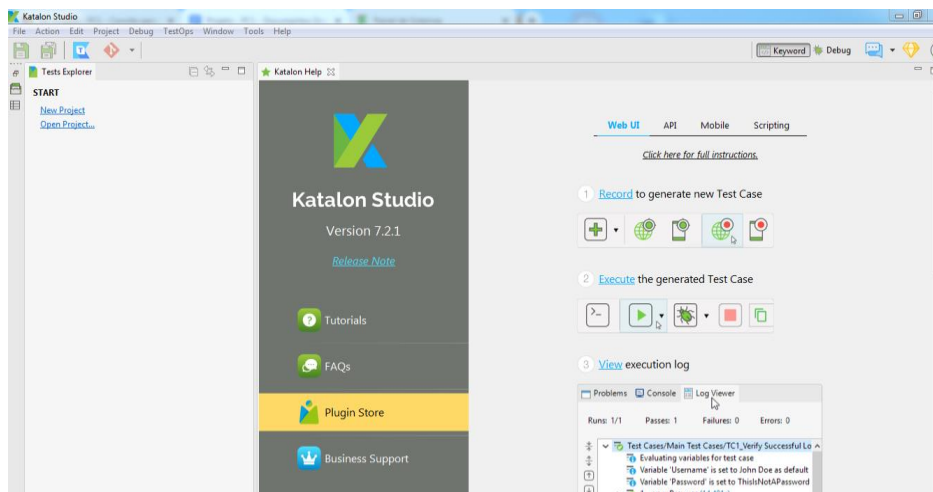 Katalon Studio
File Action Edit Project Debug TestOps Window Tools Help
Keyword Debug
Tests Explorer
Katalon Help
START
New Project
Open Project...
Katalon Studio
Version 7.2.1
Release Note
Tutorials
FAQs
Plugin Store
Business Support
Web UI API Mobile Scripting
Click here for full instructions.
1 Record to generate new Test Case
2 Execute the generated Test Case
3 View execution log
Problems Console Log Viewer
Runs: 1/1 Passes: 1 Failures: 0 Errors: 0
Test Cases/Main Test Cases/TC1_Verify Successful Lo
Evaluating variables for test case
Variable 'Username' is set to John Doe as default
Variable 'Password' is set to ThisIsNotAPassword